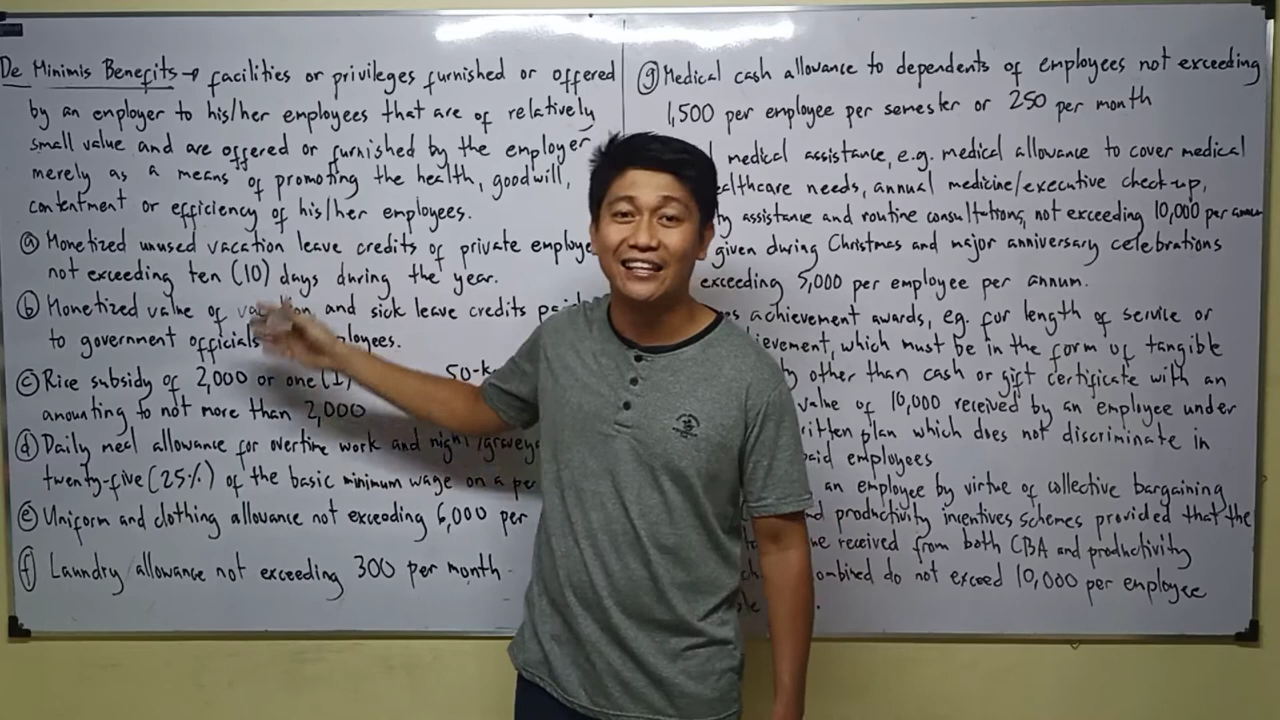 De Minimis Benefits → facilities or privileges furnished or offered
by an employer to his/her employees that are of relatively
small value and are offered or furnished by the employer
merely as a means of promoting the health, goodwill,
contentment or efficiency of his/her employees.
ⓐ Monetized unused vacation leave credits of private employe
not exceeding ten (10) days during the year.
ⓑ Monetized value of and sick leave credits
to government officials ployees.
ⓒ Rice subsidy of 2,000 or one (1) 50-k
amounting to not more than 2,000
ⓓ Daily meal allowance for overtime work and night/graveya
twenty-five (25%) of the basic minimum wage on a pe
ⓔ Uniform and clothing allowance not exceeding 6,000 per
ⓕ Laundry allowance not exceeding 300 per month
ⓖ Medical cash allowance to dependents of employees not exceeding
1,500 per employee per semester or 250 per month
medical assistance, e.g. medical allowance to cover medical
ealthcare needs, annual medicine/executive check-up,
ty assistance and routine consultations, not exceeding 10,000 per annum
given during Christmas and major anniversary celebrations
exceeding 5,000 per employee per annum.
achievement awards, eg. for length of service or
ievement, which must be in the form of tangible
other than cash or gift certificate with an
value of 10,000 received by an employee under
ritten plan which does not discriminate in
aid employees
an employee by virtue of collective bargaining
nd productivity incentives schemes provided that the
received from both CBA and productivity
ombined do not exceed 10,000 per employee